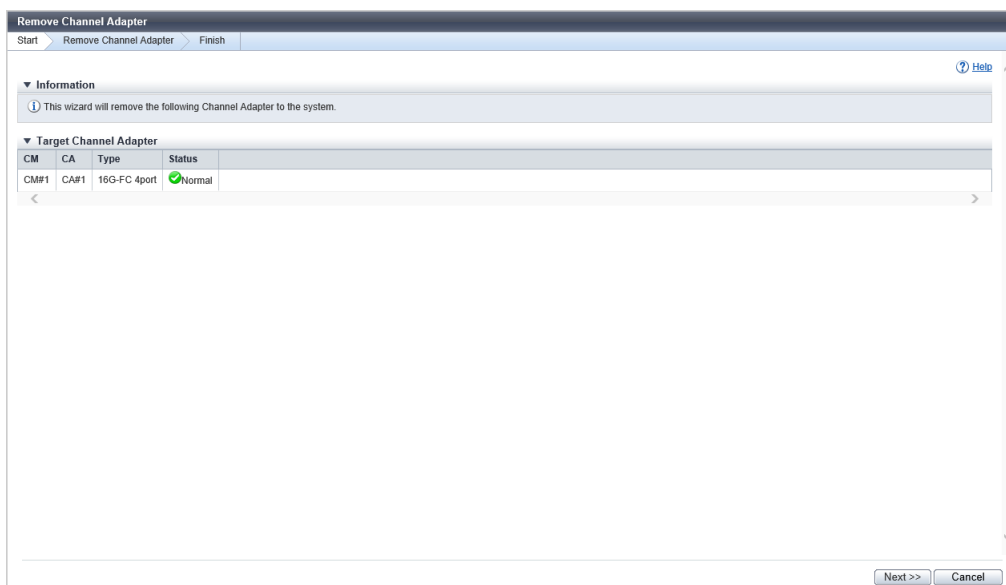 Remove Channel Adapter
Start Remove Channel Adapter Finish
Help
Information
This wizard will remove the following Channel Adapter to the system.
Target Channel Adapter
CM CA Type Status
CM#1 CA#1 16G-FC 4port Normal
Next >> Cancel